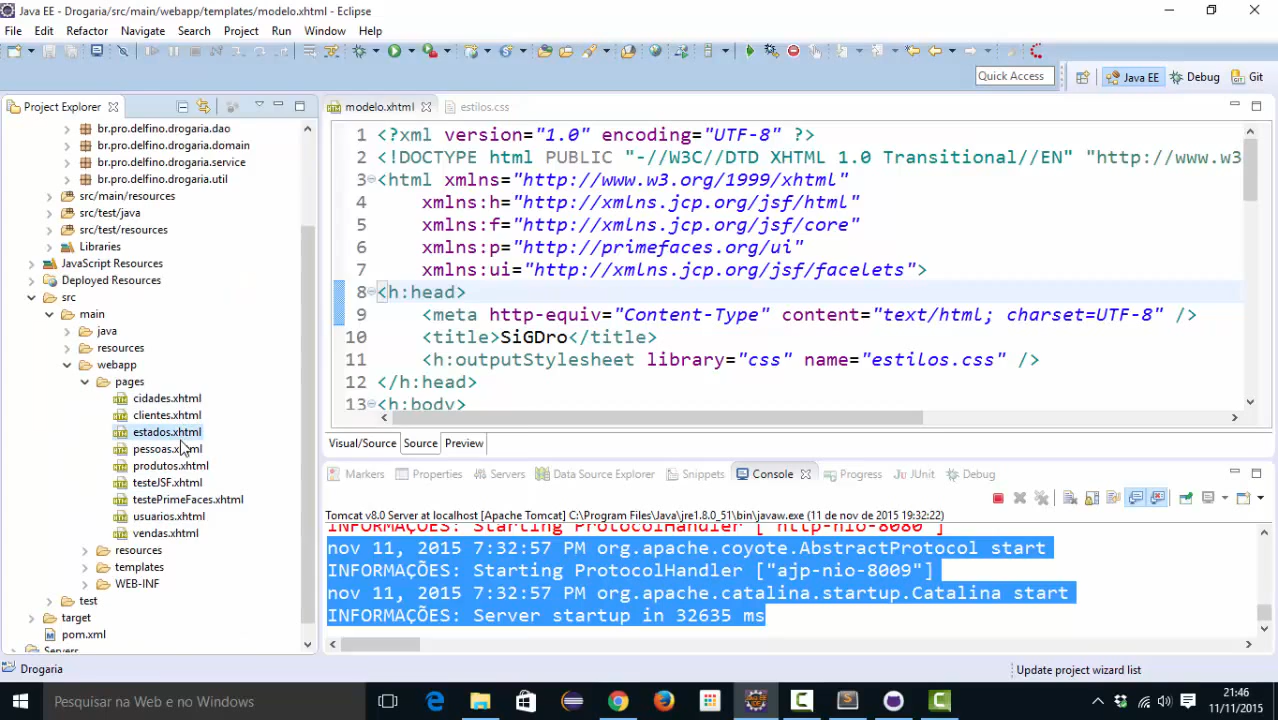 Java EE - Drogaria/src/main/webapp/templates/modelo.xhtml - Eclipse
File Edit Refactor Navigate Search Project Run Window Help
Quick Access
Java EE
Debug
Git
Project Explorer
br.pro.delfino.drogaria.dao
br.pro.delfino.drogaria.domain
br.pro.delfino.drogaria.service
br.pro.delfino.drogaria.util
src/main/resources
src/test/java
src/test/resources
Libraries
JavaScript Resources
Deployed Resources
src
main
java
resources
webapp
pages
cidades.xhtml
clientes.xhtml
estados.xhtml
produtos.xhtml
testeJSF.xhtml
testePrimeFaces.xhtml
usuarios.xhtml
vendas.xhtml
resources
templates
WEB-INF
test
target
pom.xml
Servers
modelo.xhtml
estilos.css
1 <?xml version="1.0" encoding="UTF-8" ?>
2 <!DOCTYPE html PUBLIC "-//W3C//DTD XHTML 1.0 Transitional//EN" "http://www.w3
3 <html xmlns="http://www.w3.org/1999/xhtml"
4 xmlns:h="http://xmlns.jcp.org/jsf/html"
5 xmlns:f="http://xmlns.jcp.org/jsf/core"
6 xmlns:p="http://primefaces.org/ui"
7 xmlns:ui="http://xmlns.jcp.org/jsf/facelets">
8 <h:head>
9 <meta http-equiv="Content-Type" content="text/html; charset=UTF-8" />
10 <title>SiGDro</title>
11 <h:outputStylesheet library="css" name="estilos.css" />
12 </h:head>
13 <h:body>
Visual/Source Source Preview
Markers Properties Servers Data Source Explorer Snippets Console Progress JUnit Debug
Tomcat v8.0 Server at localhost [Apache Tomcat] C:\Program Files\Java\jre1.8.0_51\bin\javaw.exe (11 de nov de 2015 19:32:22)
INFORMAÇÕES: Starting ProtocolHandler ["http-nio-8080"]
nov 11, 2015 7:32:57 PM org.apache.coyote.AbstractProtocol start
INFORMAÇÕES: Starting ProtocolHandler ["ajp-nio-8009"]
nov 11, 2015 7:32:57 PM org.apache.catalina.startup.Catalina start
INFORMAÇÕES: Server startup in 32635 ms
Drogaria
Update project wizard list
Pesquisar na Web e no Windows
21:46
11/11/2015